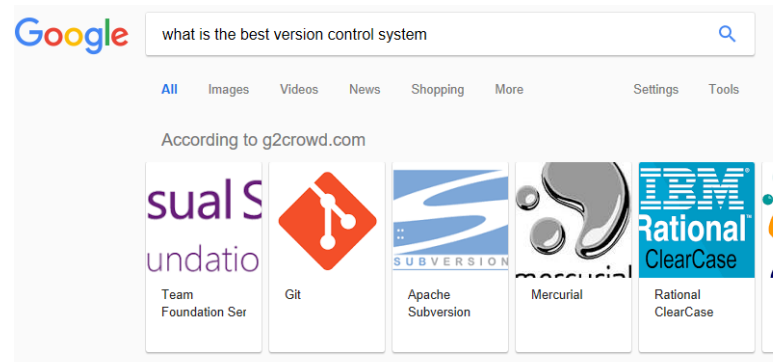 Google
what is the best version control system
All Images Videos News Shopping More Settings Tools
According to g2crowd.com
sual S
undatio
SUBVERSION
mercurial
IBM
Rational
ClearCase
Team
Foundation Ser
Git
Apache
Subversion
Mercurial
Rational
ClearCase